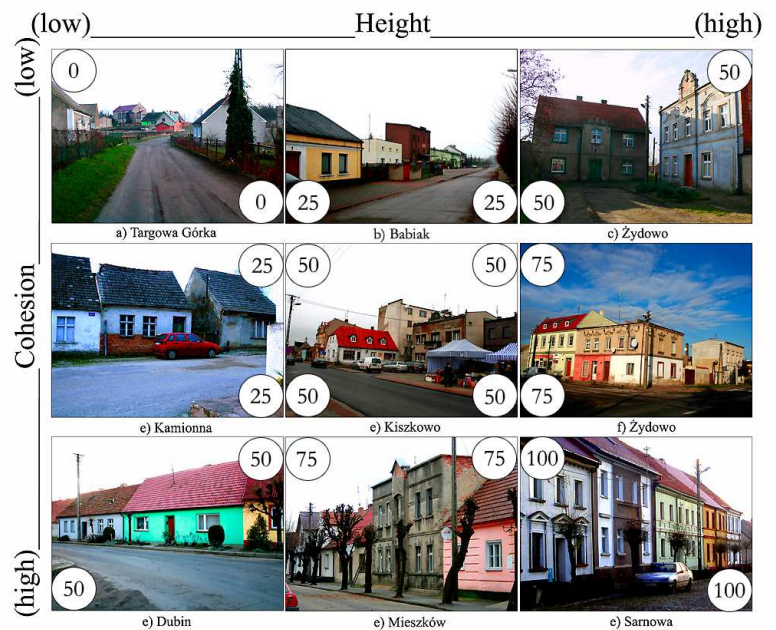 (low) Height (high)
(low) Cohesion (high)
0
0
a) Targowa Górka
25
25
b) Babiak
50
50
c) Żydowo
25
25
e) Kamionna
50
50
50
50
e) Kiszkowo
75
75
f) Żydowo
50
50
e) Dubin
75
75
e) Mieszków
100
100
e) Sarnowa